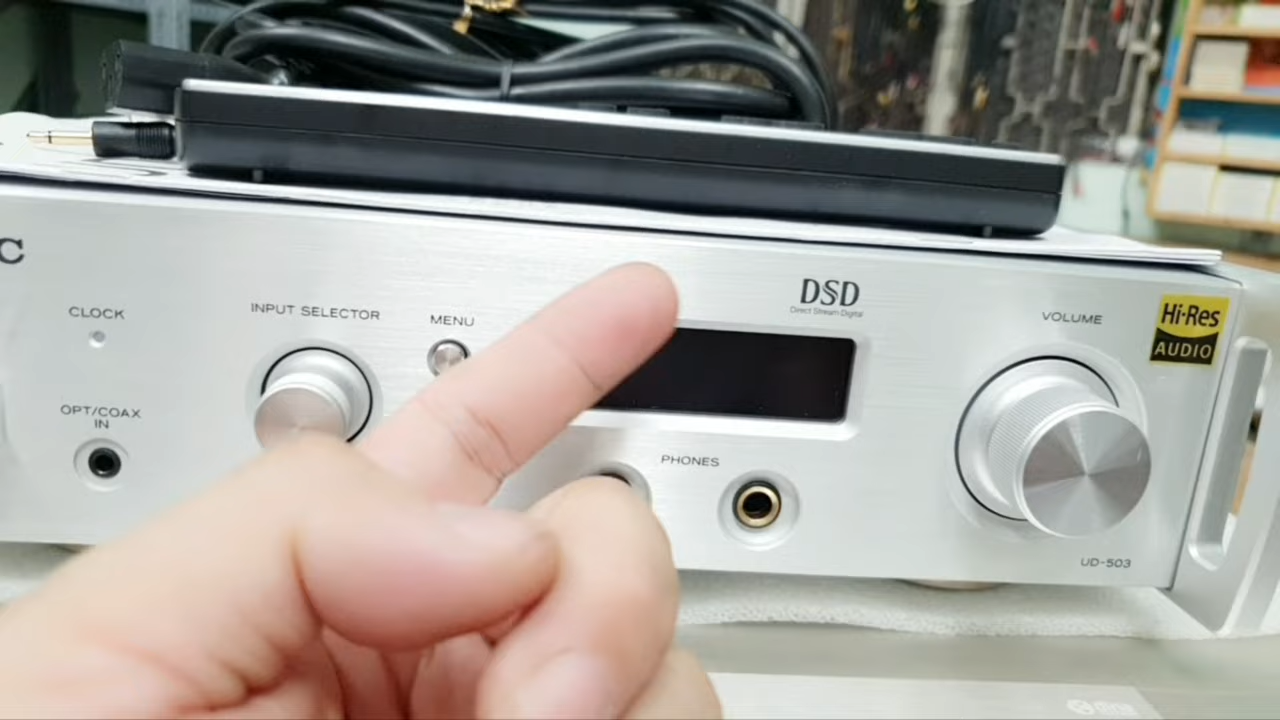 C
CLOCK
INPUT SELECTOR
MENU
DSD
Direct Stream Digital
VOLUME
Hi-Res
AUDIO
OPT/COAX
IN
PHONES
UD-503